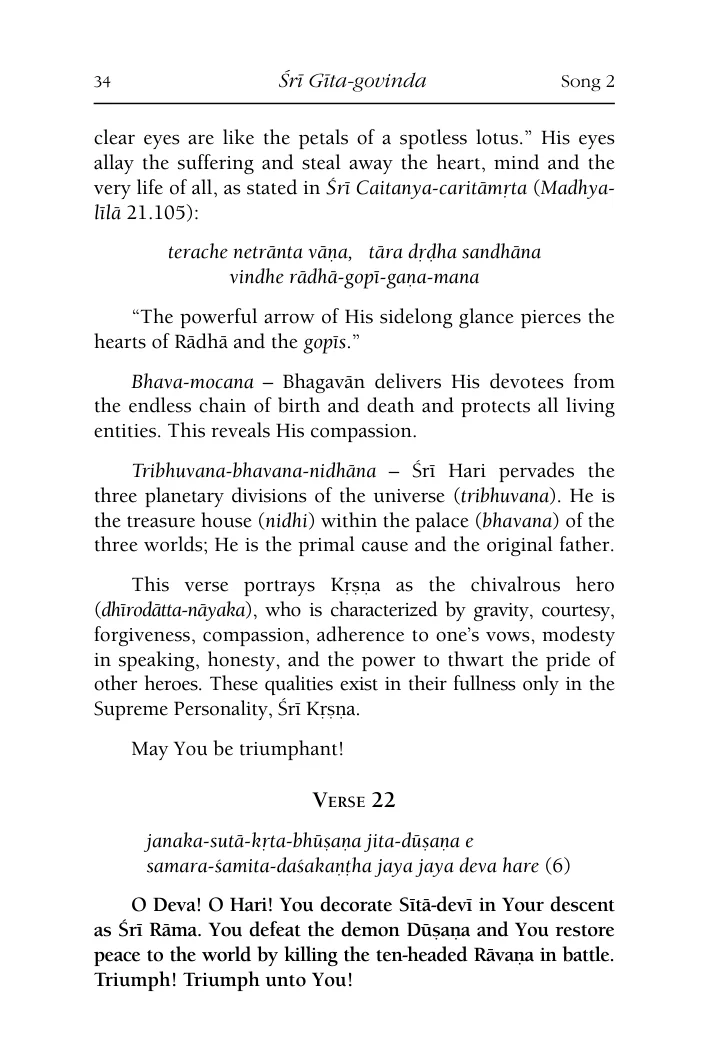 34 Śrī Gīta-govinda Song 2
clear eyes are like the petals of a spotless lotus.” His eyes
allay the suffering and steal away the heart, mind and the
very life of all, as stated in Śrī Caitanya-caritāmṛta (Madhya-
līlā 21.105):
terache netrānta vāṇa, tāra dṛḍha sandhāna
vindhe rādhā-gopī-gaṇa-mana
“The powerful arrow of His sidelong glance pierces the
hearts of Rādhā and the gopīs.”
Bhava-mocana – Bhagavān delivers His devotees from
the endless chain of birth and death and protects all living
entities. This reveals His compassion.
Tribhuvana-bhavana-nidhāna – Śrī Hari pervades the
three planetary divisions of the universe (tribhuvana). He is
the treasure house (nidhi) within the palace (bhavana) of the
three worlds; He is the primal cause and the original father.
This verse portrays Kṛṣṇa as the chivalrous hero
(dhīrodātta-nāyaka), who is characterized by gravity, courtesy,
forgiveness, compassion, adherence to one’s vows, modesty
in speaking, honesty, and the power to thwart the pride of
other heroes. These qualities exist in their fullness only in the
Supreme Personality, Śrī Kṛṣṇa.
May You be triumphant!
Verse 22
janaka-sutā-kṛta-bhūṣaṇa jita-dūṣaṇa e
samara-śamita-daśakaṇṭha jaya jaya deva hare (6)
O Deva! O Hari! You decorate Sītā-devī in Your descent
as Śrī Rāma. You defeat the demon Dūṣaṇa and You restore
peace to the world by killing the ten-headed Rāvaṇa in battle.
Triumph! Triumph unto You!